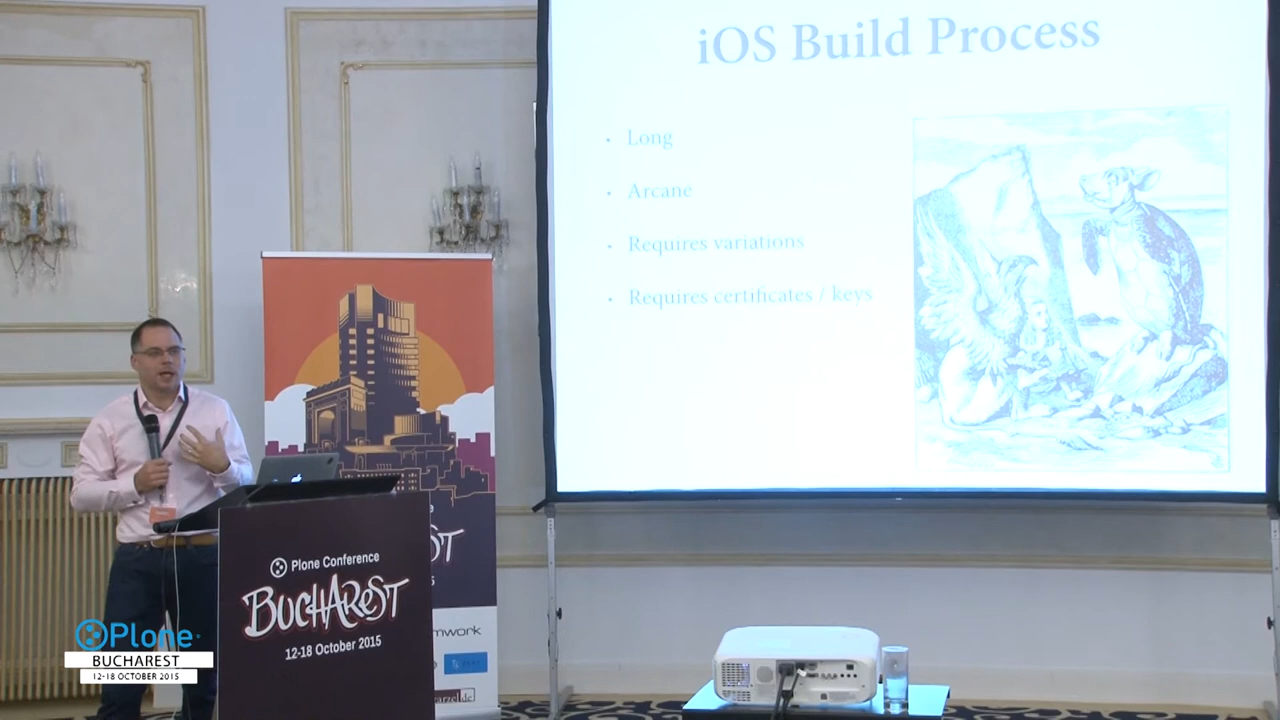 iOS Build Process
• Long
• Arcane
• Requires variations
• Requires certificates / keys
Plone Conference
BUCHAREST
12-18 October 2015
Plone
BUCHAREST
12-18 OCTOBER 2015